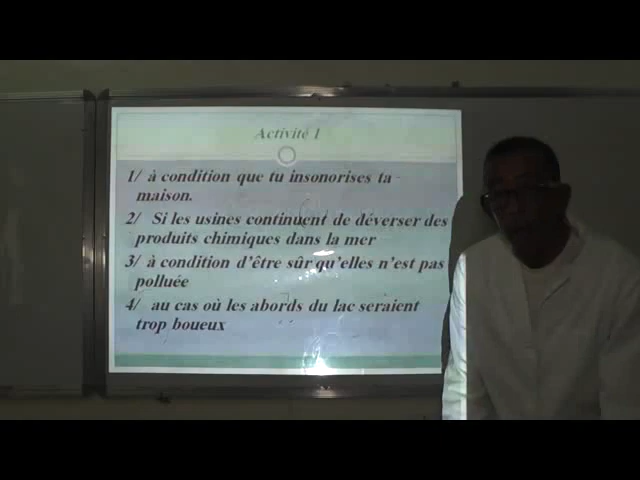 Activité 1
1/ à condition que tu insonorises ta
maison.
2/ Si les usines continuent de déverser des
produits chimiques dans la mer
3/ à condition d'être sûr qu'elles n'est pas
polluée
4/ au cas où les abords du lac seraient
trop boueux